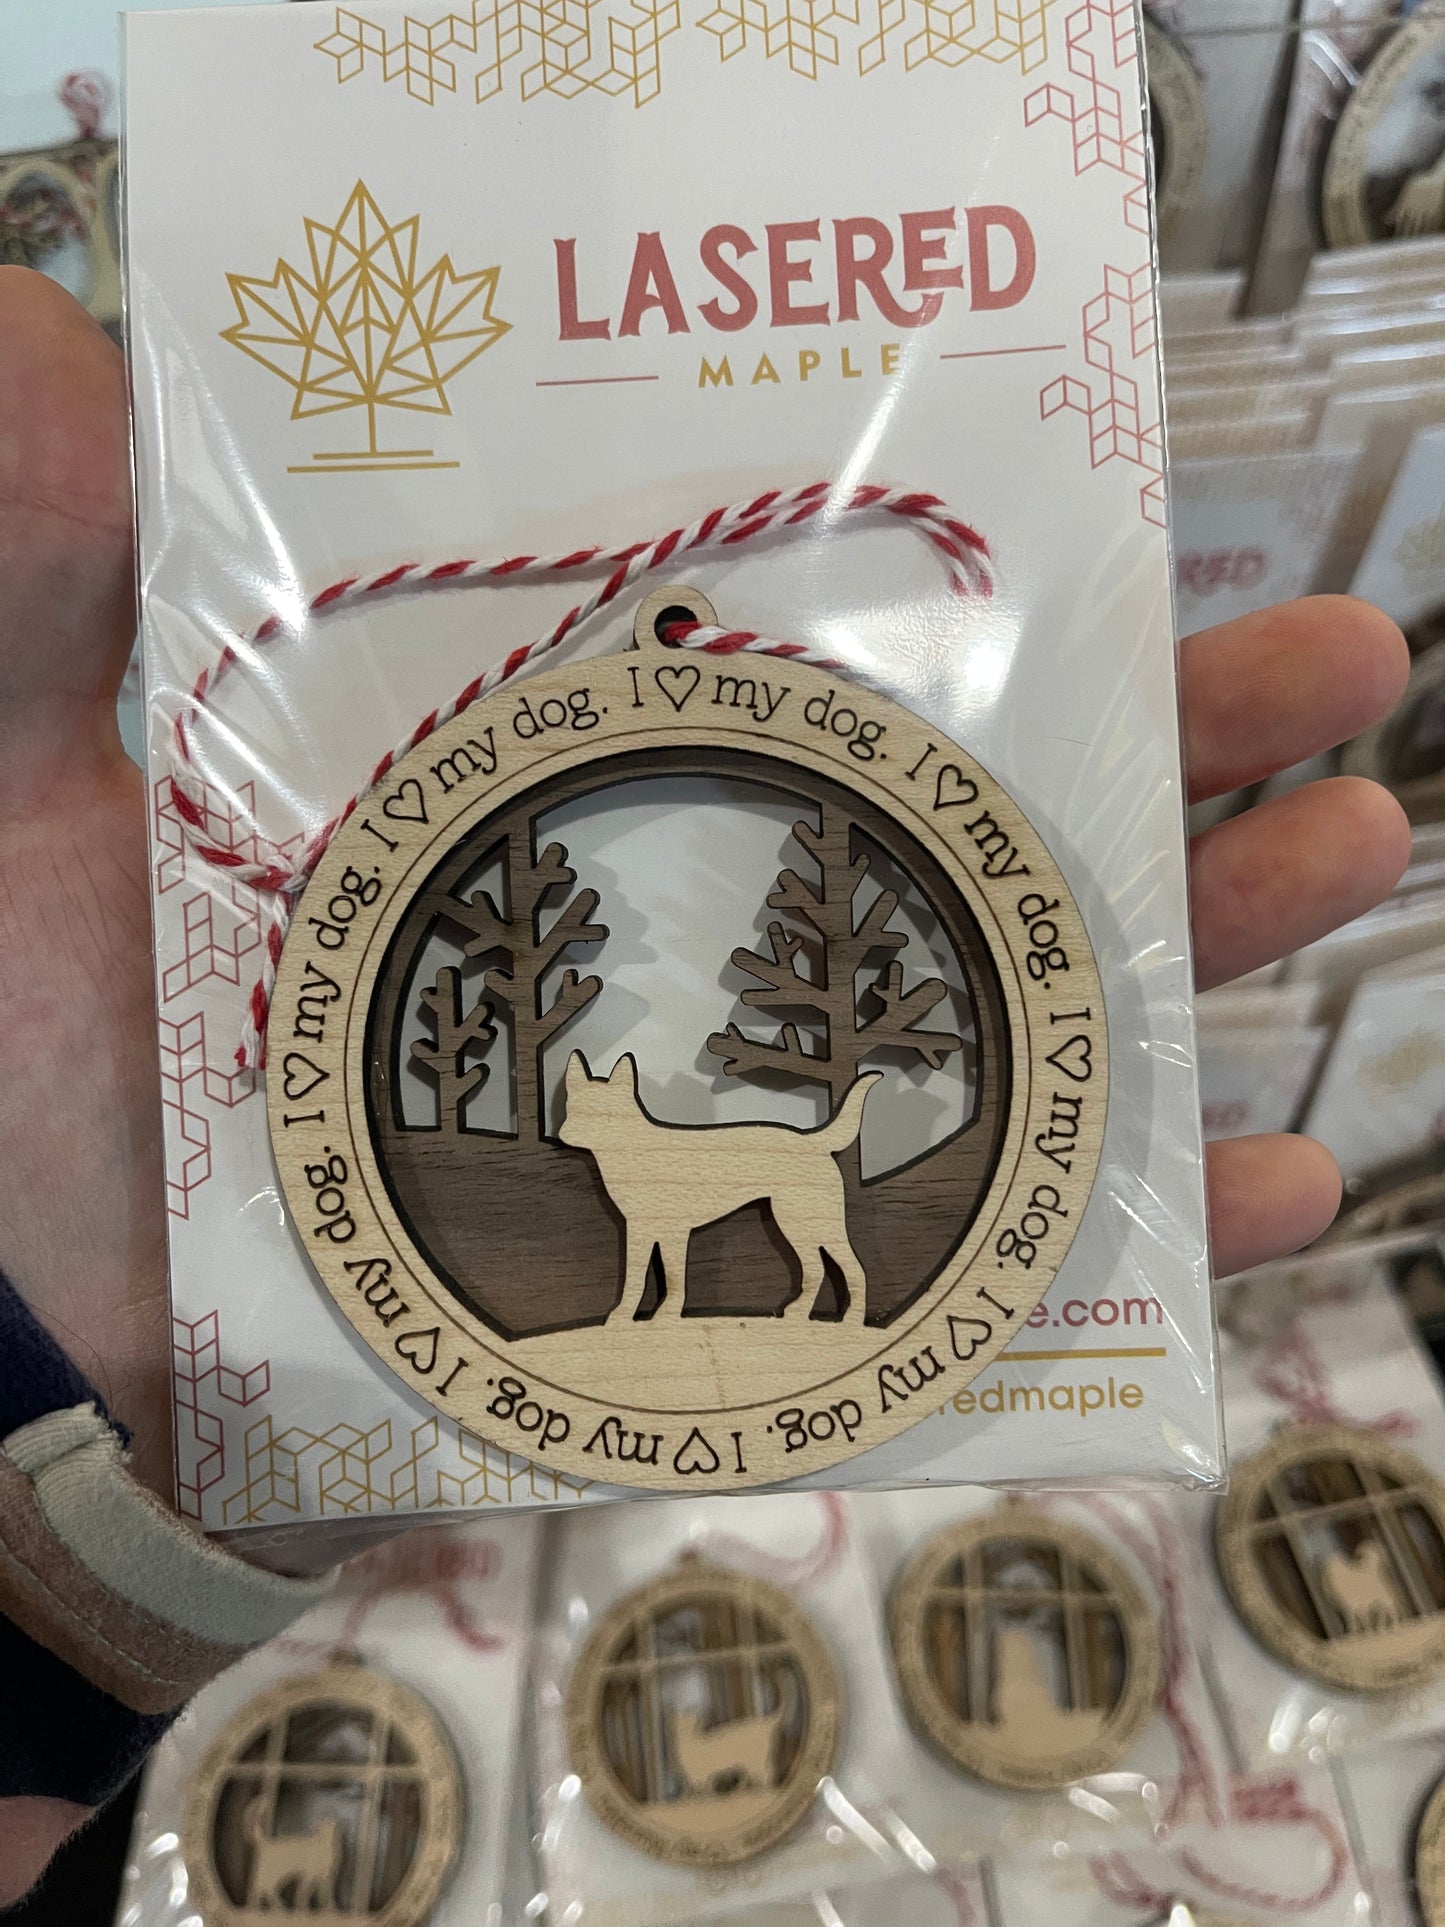 LASERED
MAPLE
I ♡ my dog. I ♡ my dog. I ♡ my dog. I ♡ my dog. I ♡ my dog. I ♡ my dog. I ♡ my dog. I ♡ my dog.
e.com
redmaple
RED